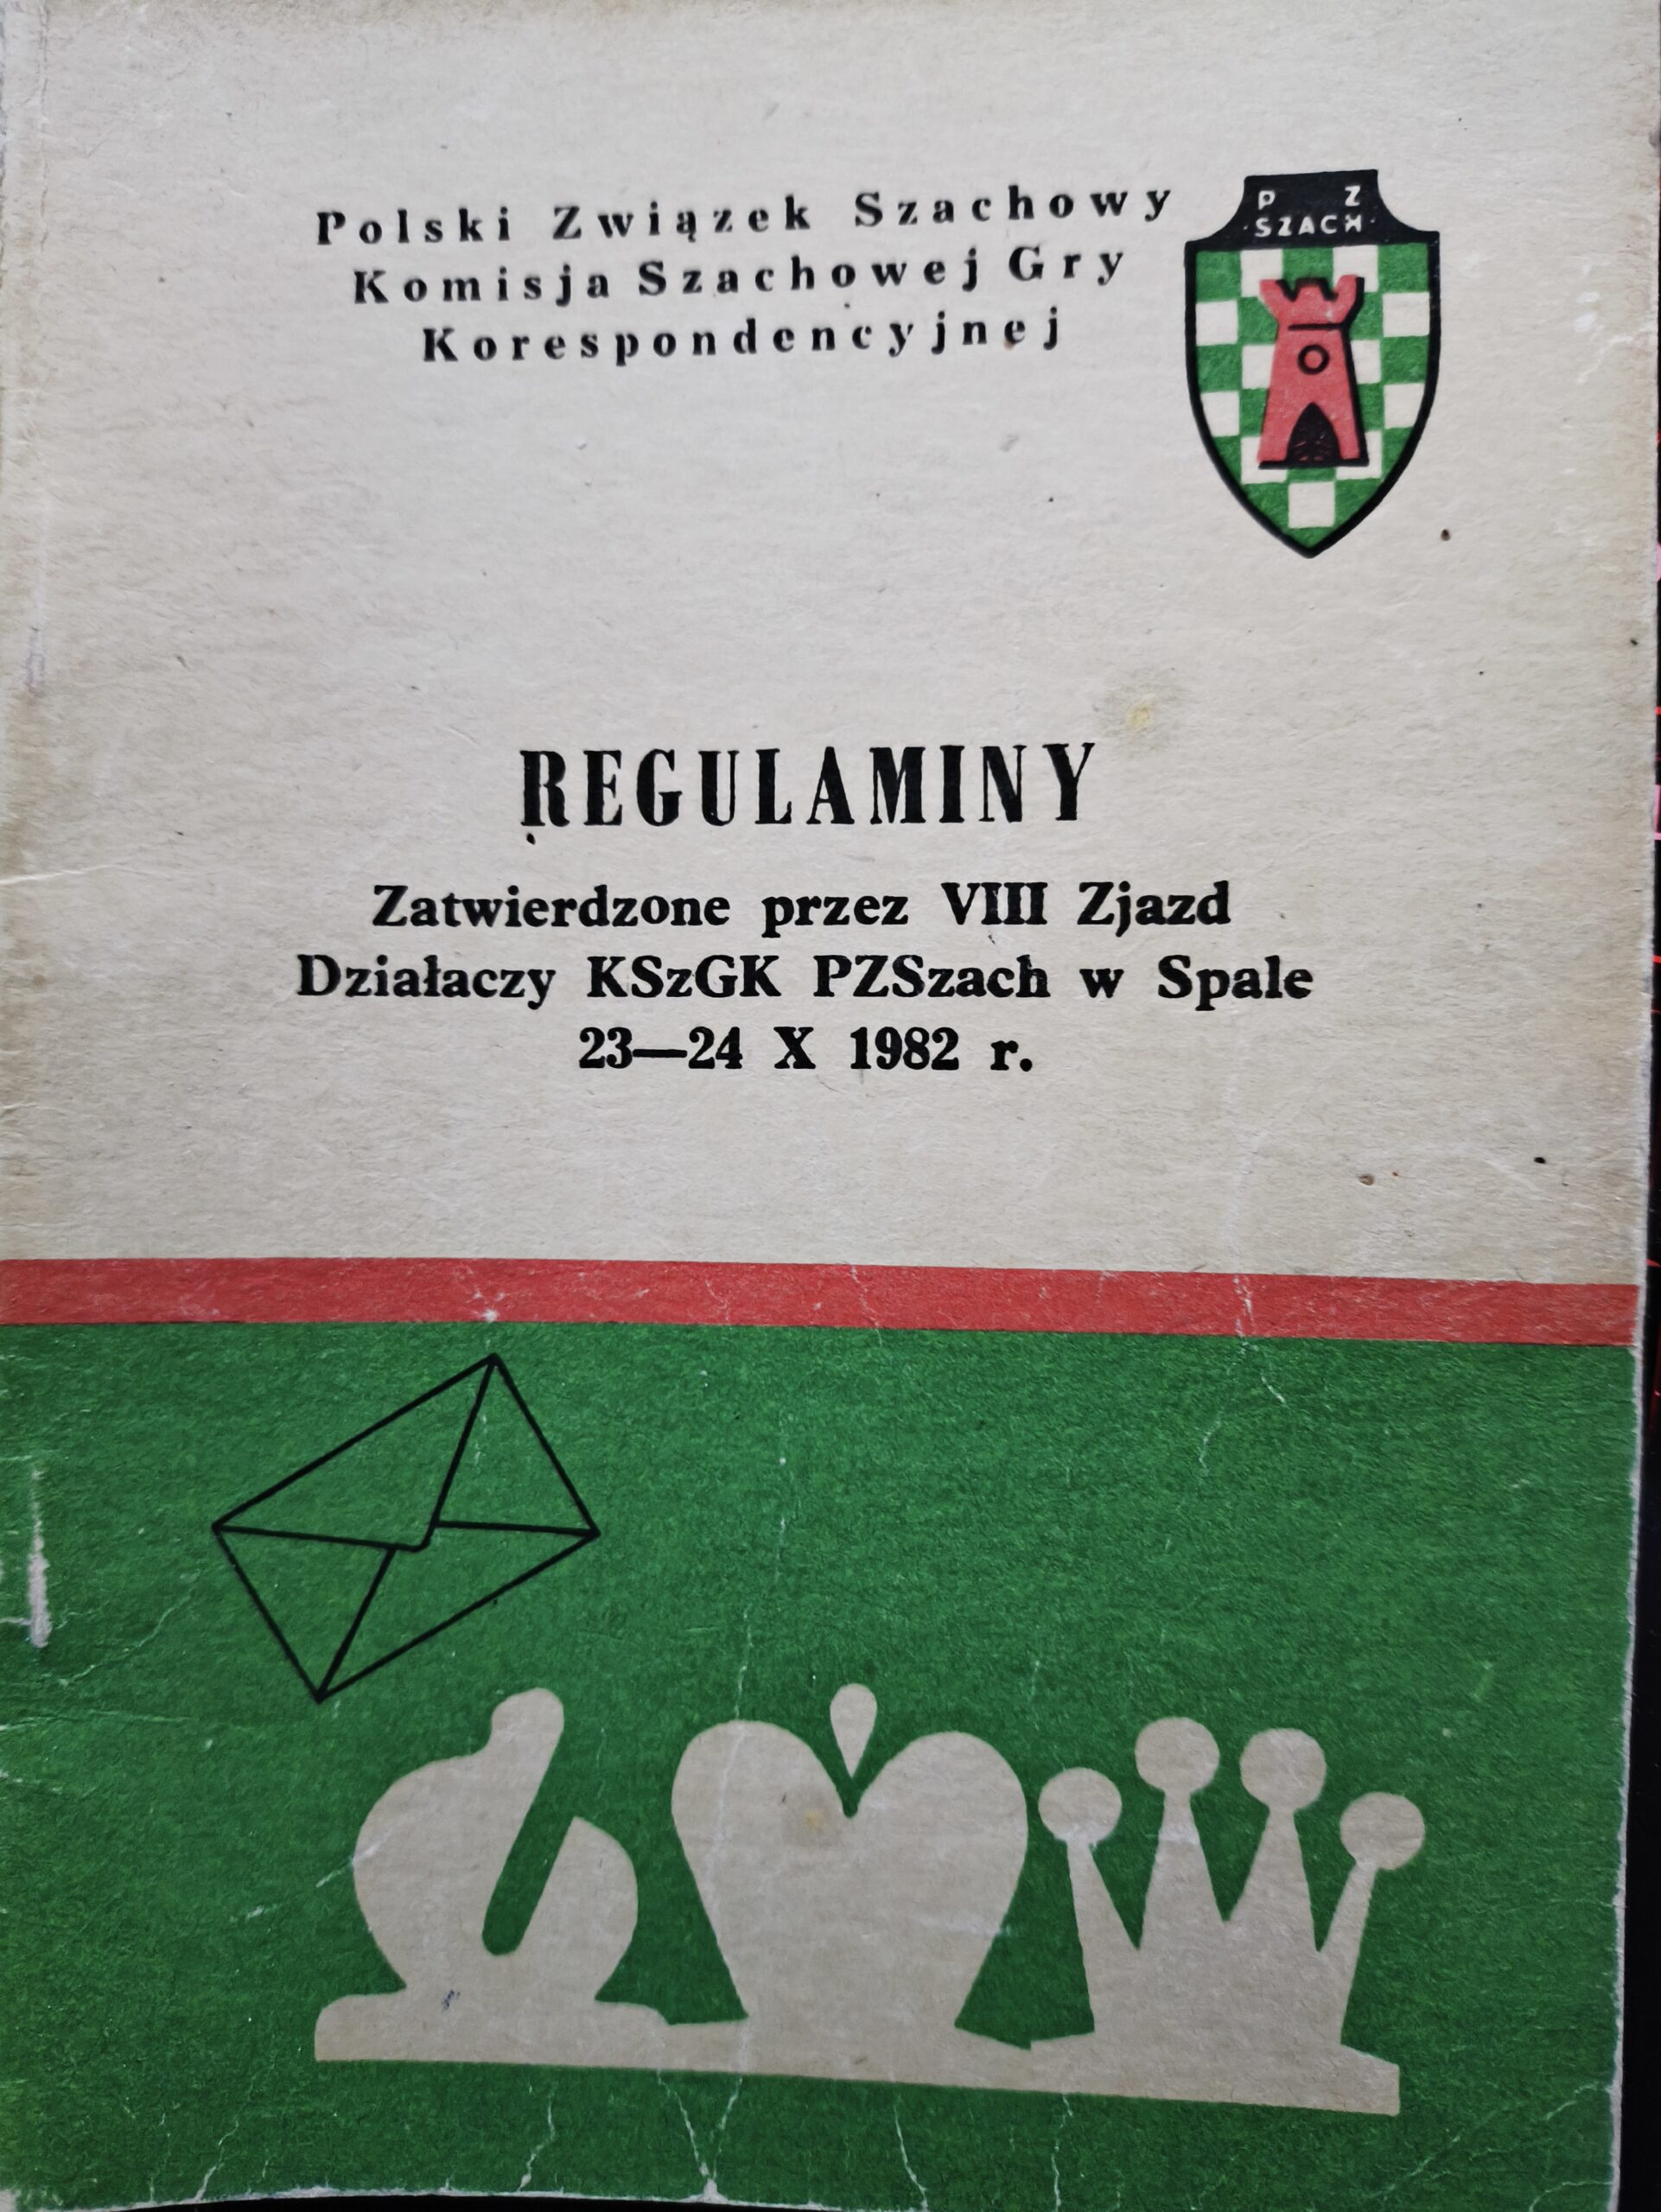 Polski Związek Szachowy
Komisja Szachowej Gry
Korespondencyjnej
P Z
SZACH
REGULAMINY
Zatwierdzone przez VIII Zjazd
Działaczy KSzGK PZSzach w Spale
23—24 X 1982 r.